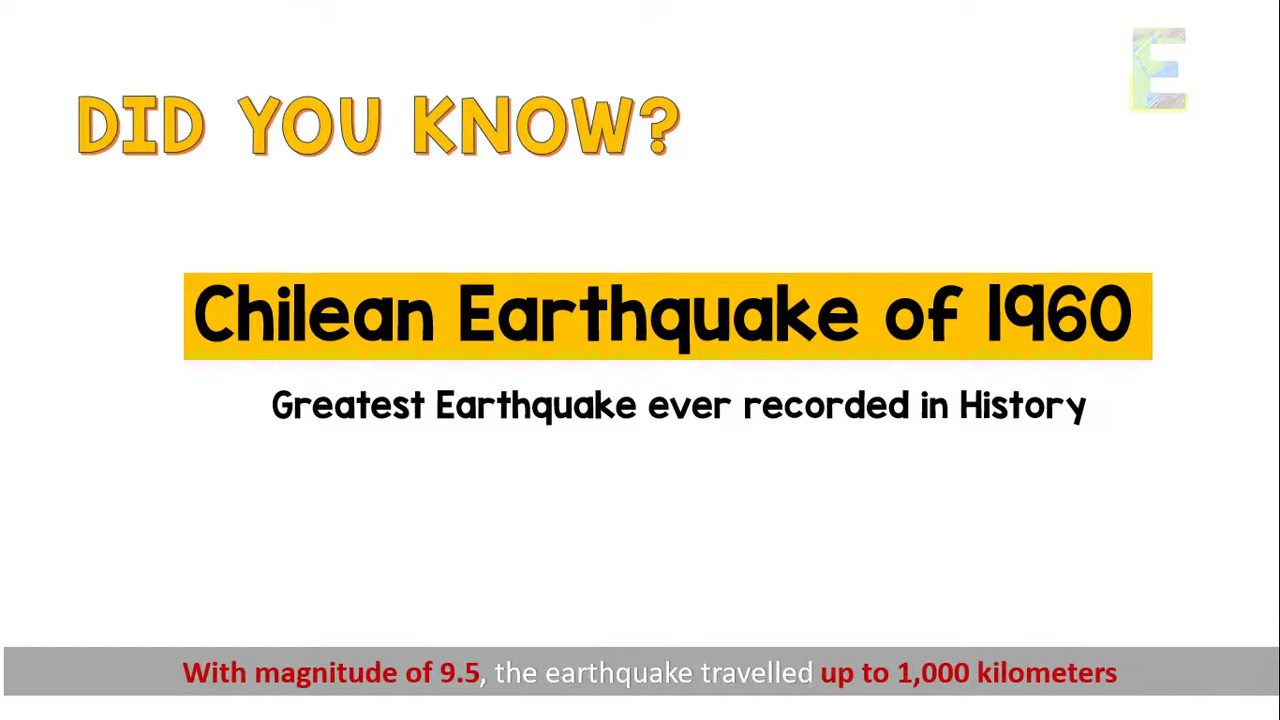 E
DID YOU KNOW?
Chilean Earthquake of 1960
Greatest Earthquake ever recorded in History
With magnitude of 9.5, the earthquake travelled up to 1,000 kilometers